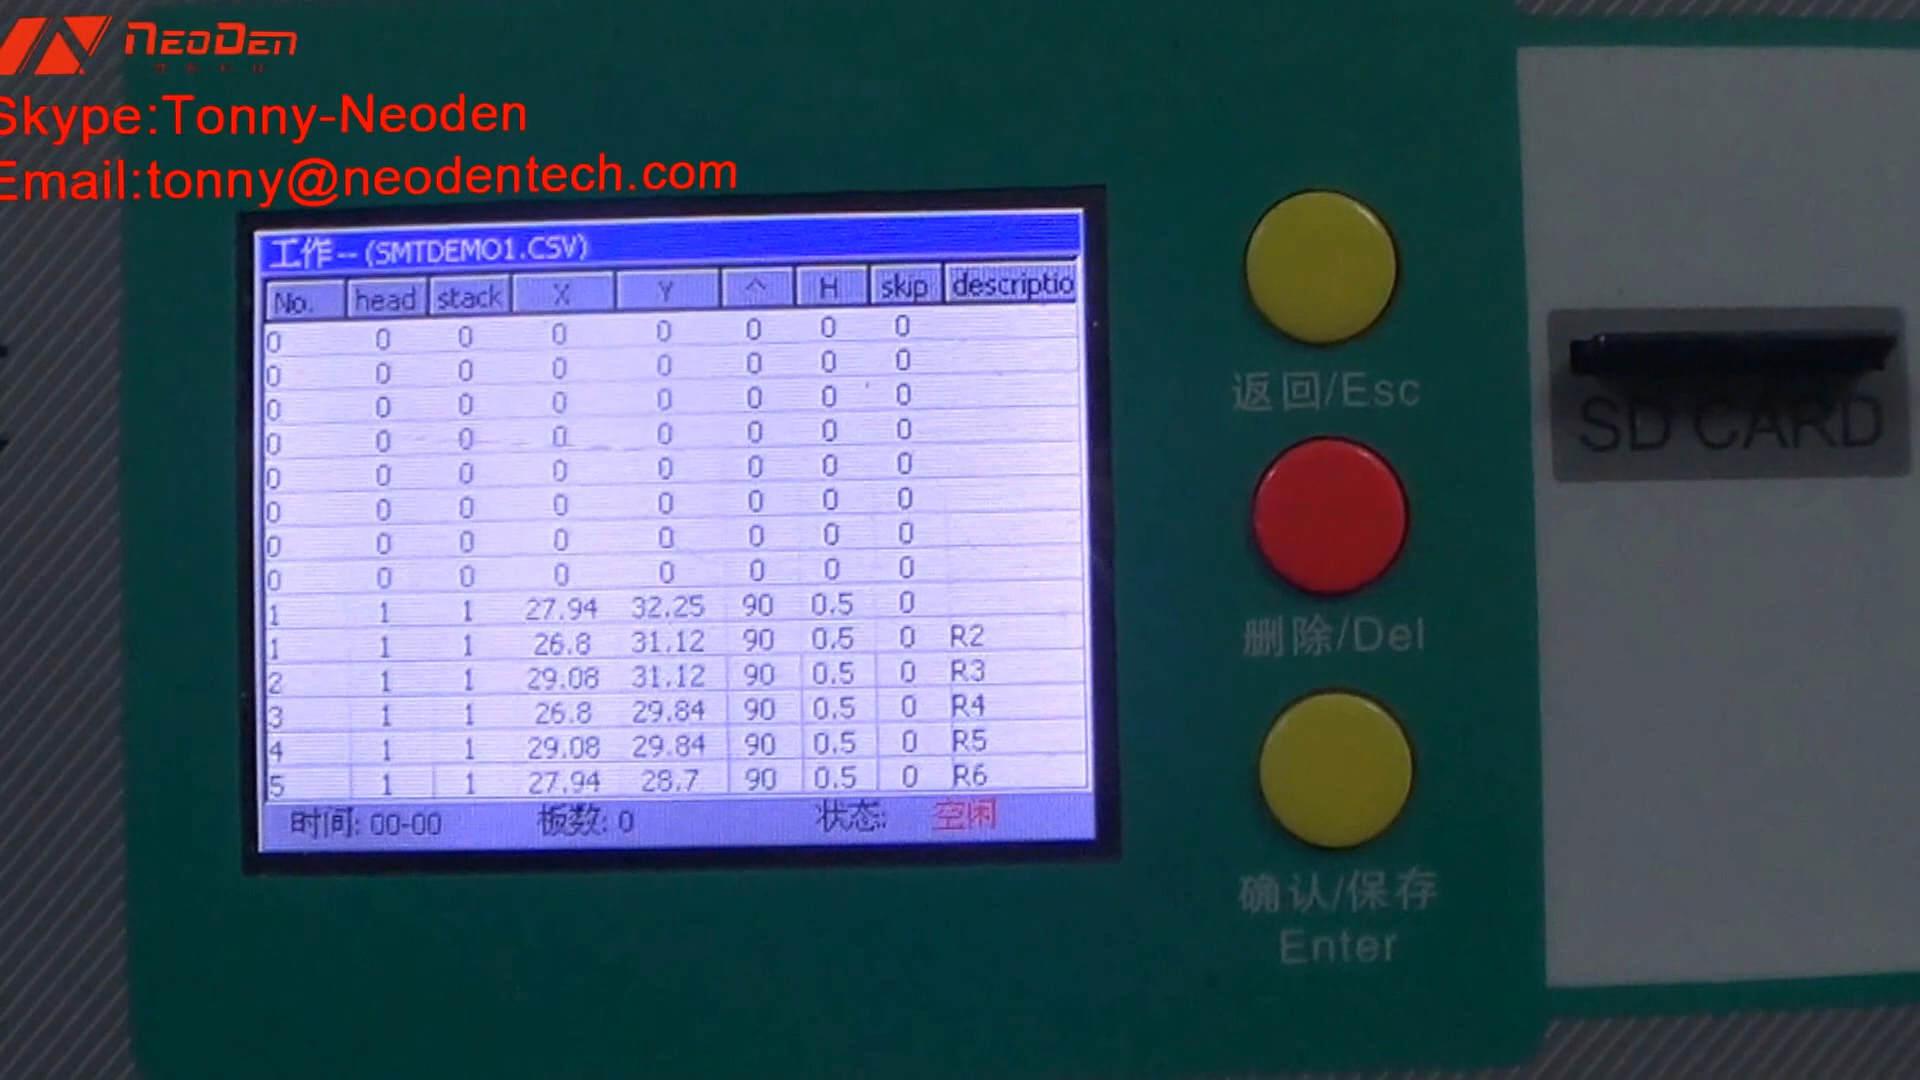 NEODEN
Skype:Tonny-Neoden
Email:tonny@neodentech.com
工作--(SMTDEMO1.CSV)
No. head stack X Y ^ H skip descriptio
0 0 0 0 0 0 0 0
0 0 0 0 0 0 0 0
0 0 0 0 0 0 0 0
0 0 0 0 0 0 0 0
0 0 0 0 0 0 0 0
0 0 0 0 0 0 0 0
0 0 0 0 0 0 0 0
0 0 0 0 0 0 0 0
1 1 1 27.94 32.25 90 0.5 0
1 1 1 26.8 31.12 90 0.5 0 R2
2 1 1 29.08 31.12 90 0.5 0 R3
3 1 1 26.8 29.84 90 0.5 0 R4
4 1 1 29.08 29.84 90 0.5 0 R5
5 1 1 27.94 28.7 90 0.5 0 R6
时间: 00-00 板数: 0 状态: 空闲
返回/Esc
删除/Del
确认/保存
Enter
SD CARD